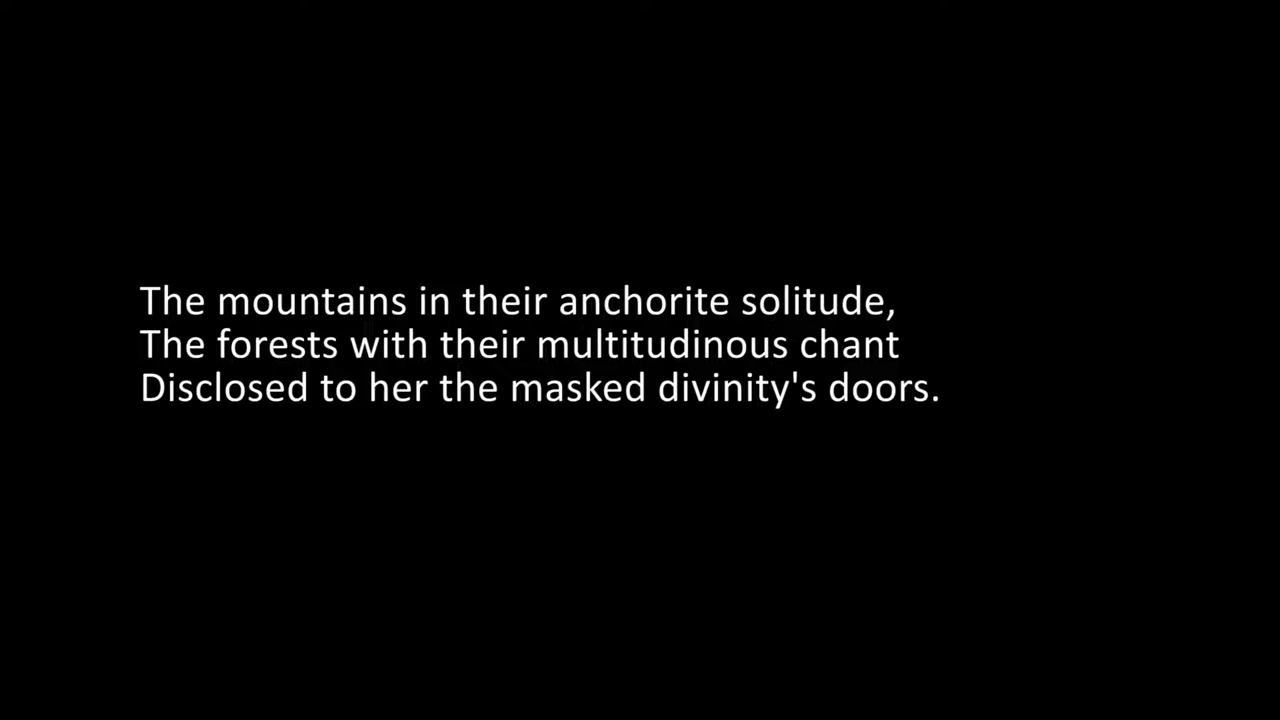 The mountains in their anchorite solitude,
The forests with their multitudinous chant
Disclosed to her the masked divinity's doors.